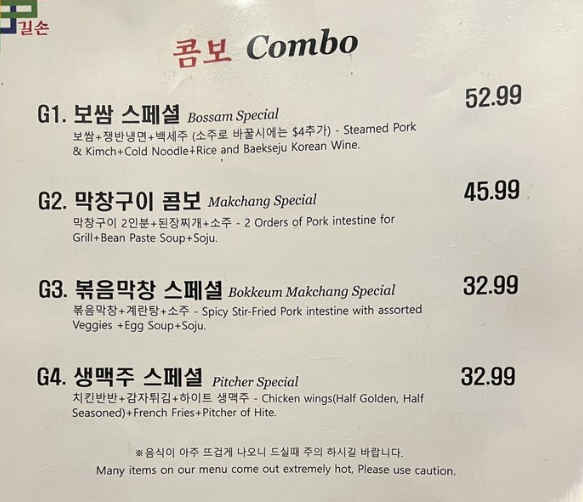 길손
콤보 Combo
G1. 보쌈 스페셜 Bossam Special 52.99
보쌈+쟁반냉면+백세주 (소주로 바꿀시에는 $4추가) - Steamed Pork
& Kimch+Cold Noodle+Rice and Baekseju Korean Wine.
G2. 막창구이 콤보 Makchang Special 45.99
막창구이 2인분+된장찌개+소주 - 2 Orders of Pork intestine for
Grill+Bean Paste Soup+Soju.
G3. 볶음막창 스페셜 Bokkeum Makchang Special 32.99
볶음막창+계란탕+소주 - Spicy Stir-Fried Pork intestine with assorted
Veggies +Egg Soup+Soju.
G4. 생맥주 스페셜 Pitcher Special 32.99
치킨반반+감자튀김+하이트 생맥주 - Chicken wings(Half Golden, Half
Seasoned)+French Fries+Pitcher of Hite.
※음식이 아주 뜨겁게 나오니 드실때 주의 하시길 바랍니다.
Many items on our menu come out extremely hot, Please use caution.